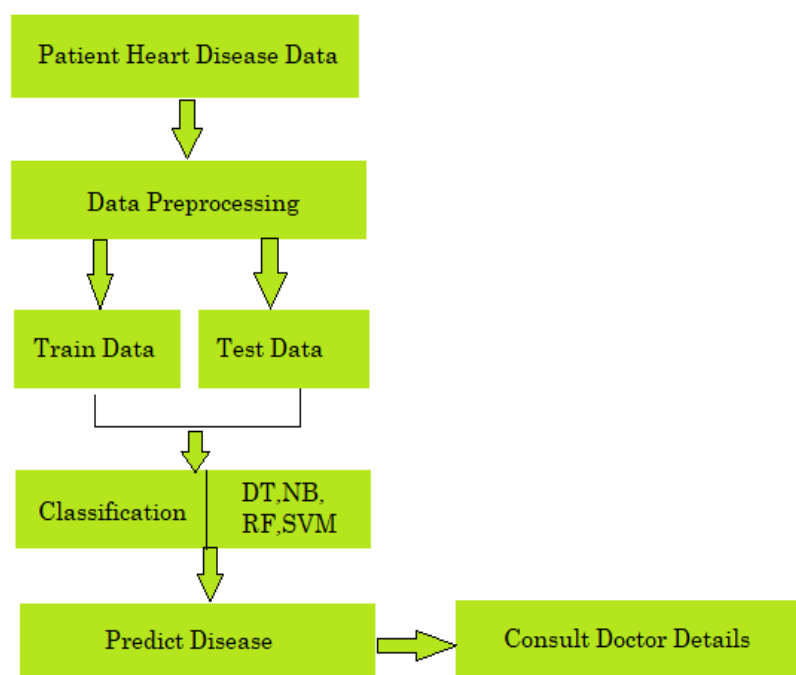 Patient Heart Disease Data
Data Preprocessing
Train Data
Test Data
Classification
DT,NB,
RF,SVM
Predict Disease
Consult Doctor Details